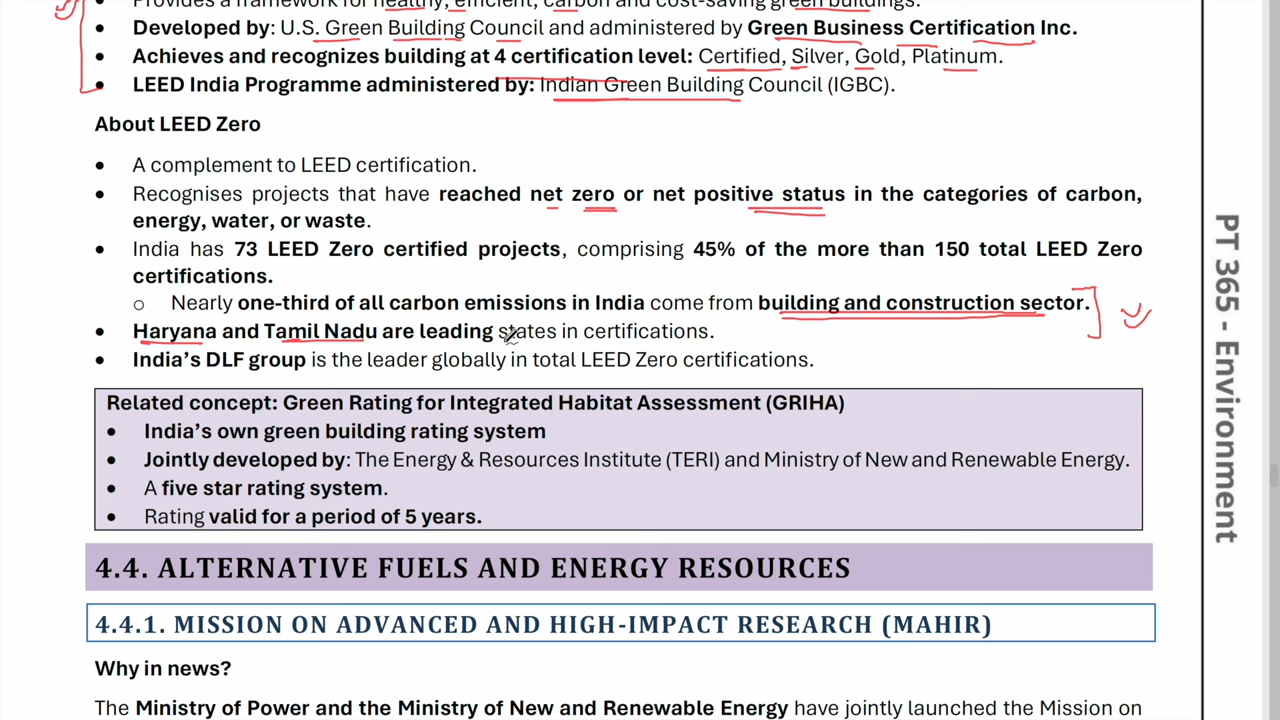 Provides a framework for healthy, efficient, carbon and cost-saving green buildings.
Developed by: U.S. Green Building Council and administered by Green Business Certification Inc.
Achieves and recognizes building at 4 certification level: Certified, Silver, Gold, Platinum.
LEED India Programme administered by: Indian Green Building Council (IGBC).
About LEED Zero
• A complement to LEED certification.
• Recognises projects that have reached net zero or net positive status in the categories of carbon,
energy, water, or waste.
• India has 73 LEED Zero certified projects, comprising 45% of the more than 150 total LEED Zero
certifications.
o Nearly one-third of all carbon emissions in India come from building and construction sector.
• Haryana and Tamil Nadu are leading states in certifications.
• India's DLF group is the leader globally in total LEED Zero certifications.
Related concept: Green Rating for Integrated Habitat Assessment (GRIHA)
• India's own green building rating system
• Jointly developed by: The Energy & Resources Institute (TERI) and Ministry of New and Renewable Energy.
• A five star rating system.
• Rating valid for a period of 5 years.
4.4. ALTERNATIVE FUELS AND ENERGY RESOURCES
4.4.1. MISSION ON ADVANCED AND HIGH-IMPACT RESEARCH (MAHIR)
Why in news?
The Ministry of Power and the Ministry of New and Renewable Energy have jointly launched the Mission on
PT 365 - Environment